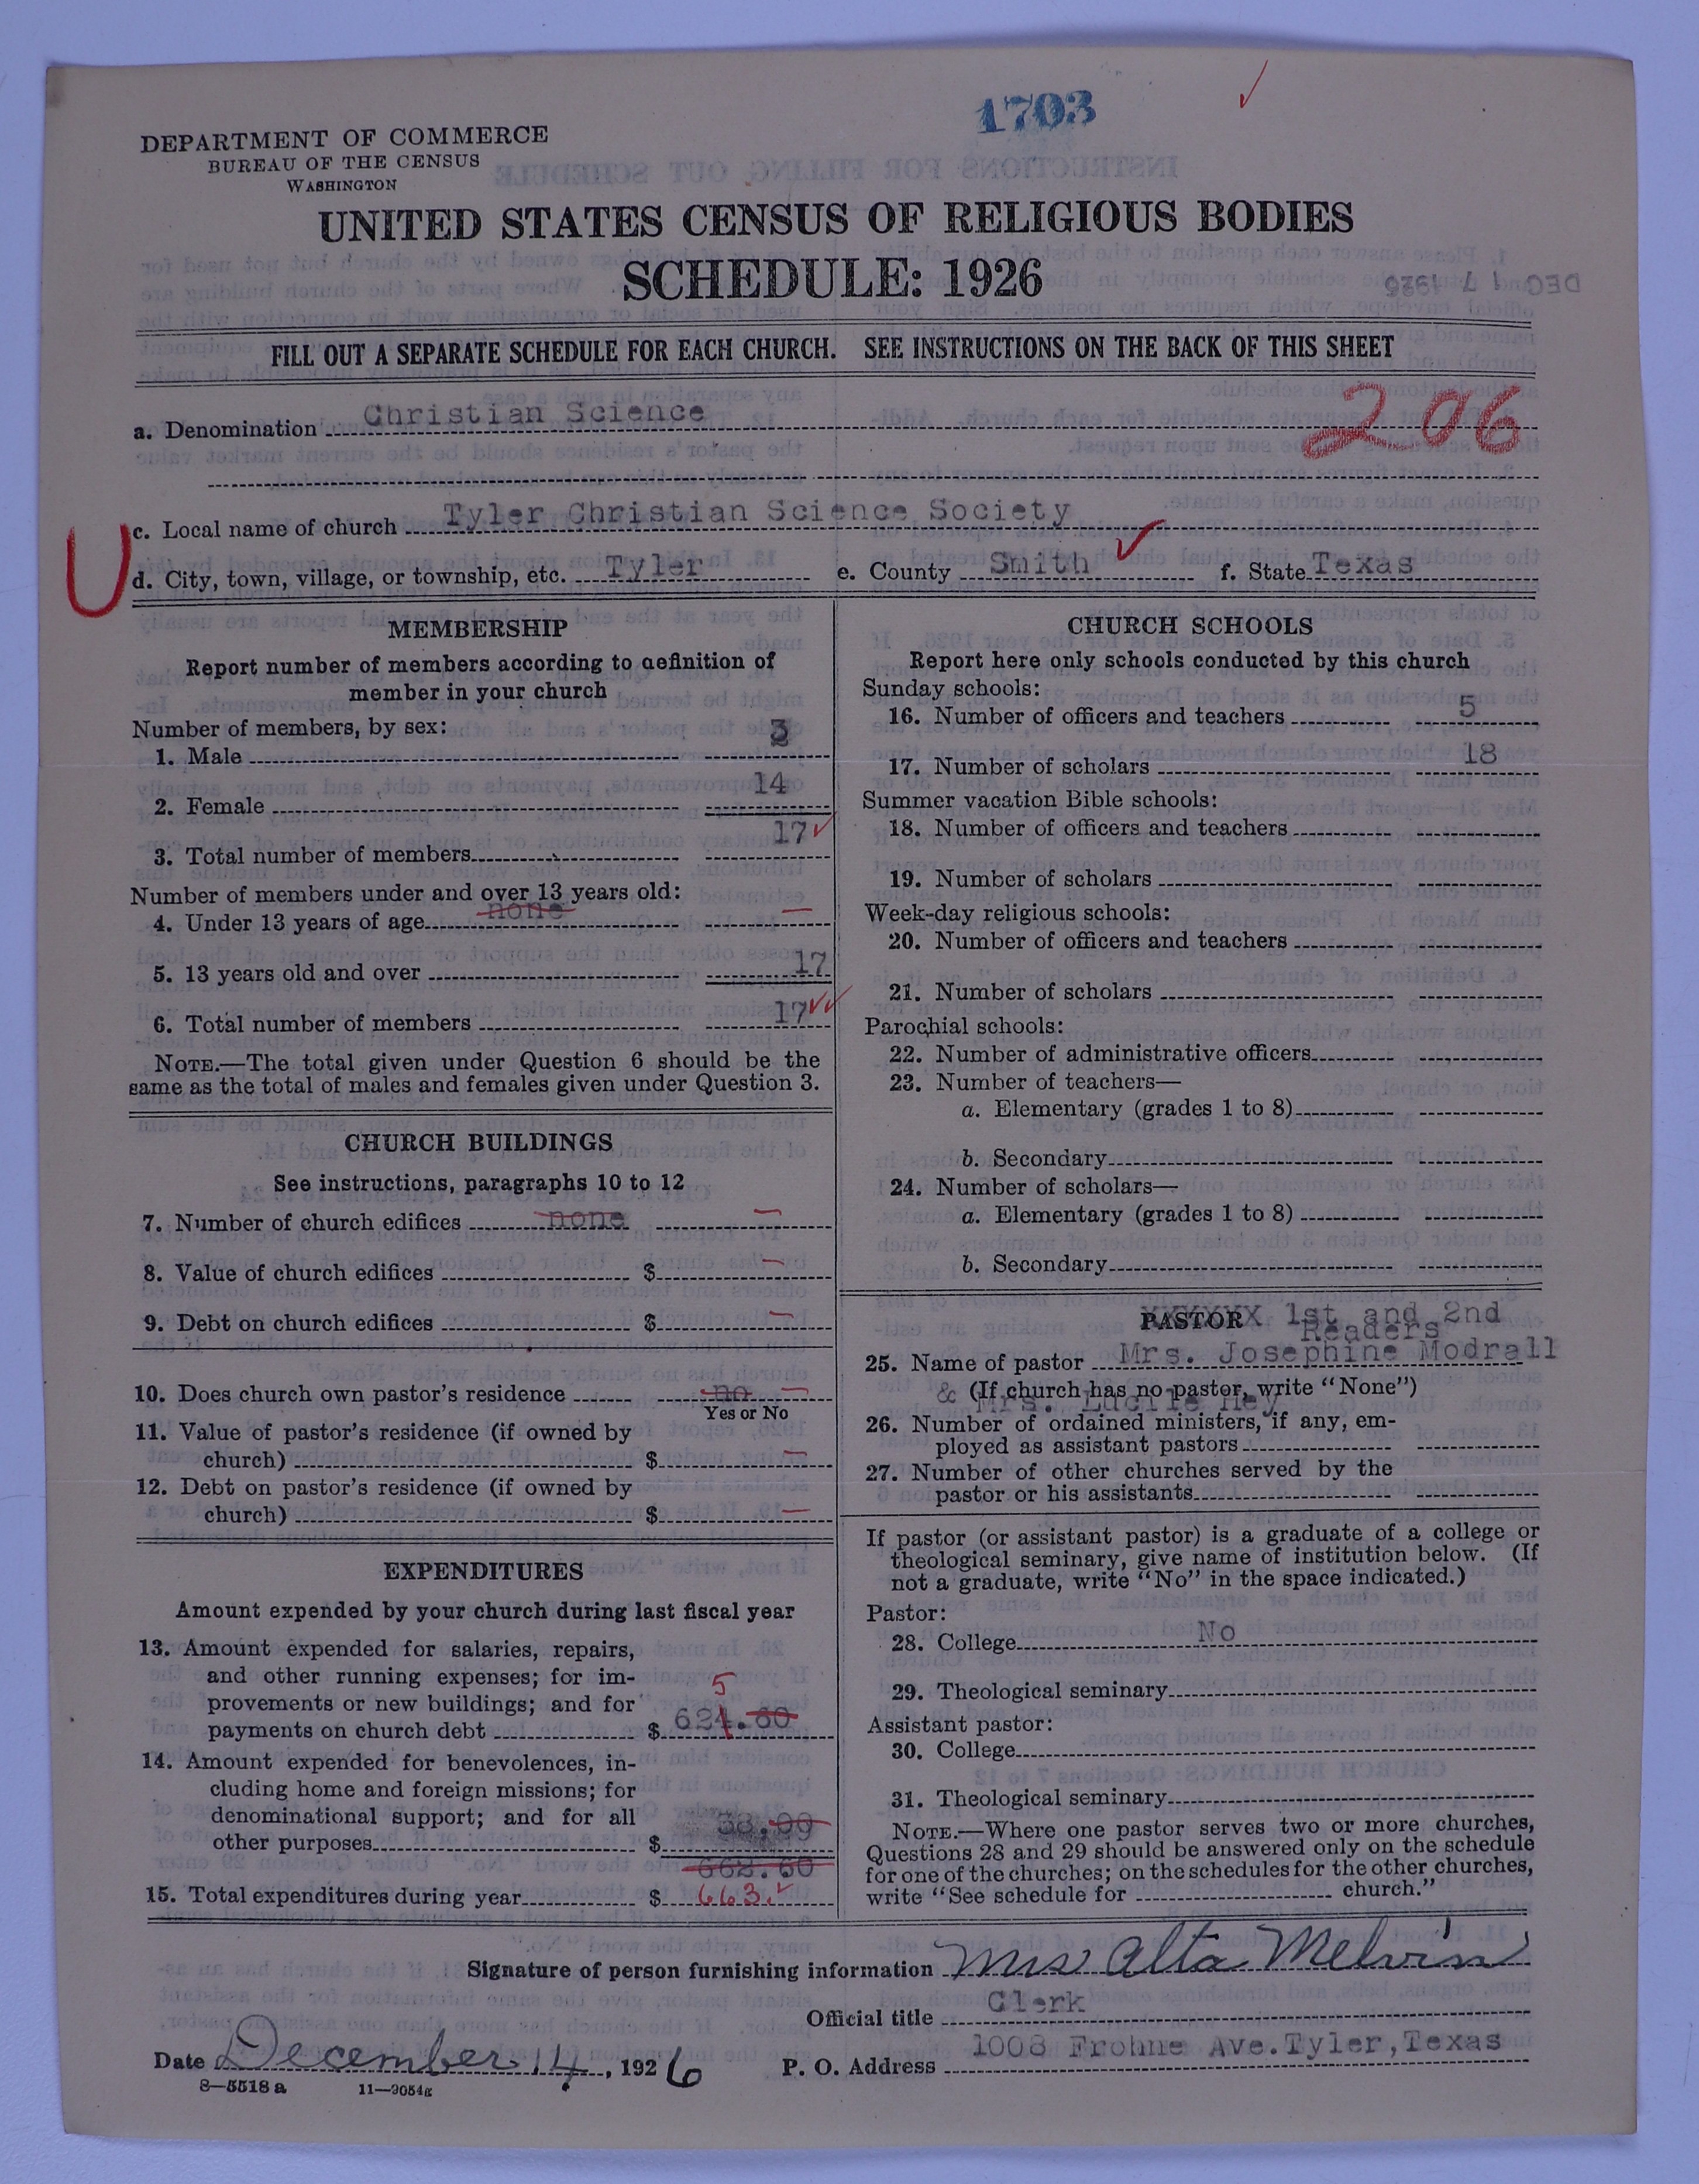 1703
DEPARTMENT OF COMMERCE
BUREAU OF THE CENSUS
WASHINGTON
UNITED STATES CENSUS OF RELIGIOUS BODIES
SCHEDULE: 1926
DEC 17 1926
FILL OUT A SEPARATE SCHEDULE FOR EACH CHURCH. SEE INSTRUCTIONS ON THE BACK OF THIS SHEET
206
a. Denomination Christian Science
c. Local name of church Tyler Christian Science Society
d. City, town, village, or township, etc. Tyler e. County Smith f. State Texas
MEMBERSHIP
Report number of members according to definition of
member in your church
Number of members, by sex:
1. Male 3
2. Female 14
3. Total number of members 17
Number of members under and over 13 years old:
4. Under 13 years of age none —
5. 13 years old and over 17
6. Total number of members 17
NOTE.—The total given under Question 6 should be the
same as the total of males and females given under Question 3.
CHURCH BUILDINGS
See instructions, paragraphs 10 to 12
7. Number of church edifices none —
8. Value of church edifices $ —
9. Debt on church edifices $ —
10. Does church own pastor's residence no —
Yes or No
11. Value of pastor's residence (if owned by
church) $ —
12. Debt on pastor's residence (if owned by
church) $ —
EXPENDITURES
Amount expended by your church during last fiscal year
13. Amount expended for salaries, repairs,
and other running expenses; for im-
provements or new buildings; and for 5
payments on church debt $ 624.60
14. Amount expended for benevolences, in-
cluding home and foreign missions; for
denominational support; and for all
other purposes $ 38.00
662.60
15. Total expenditures during year $ 663.
CHURCH SCHOOLS
Report here only schools conducted by this church
Sunday schools:
16. Number of officers and teachers 5
17. Number of scholars 18
Summer vacation Bible schools:
18. Number of officers and teachers
19. Number of scholars
Week-day religious schools:
20. Number of officers and teachers
21. Number of scholars
Parochial schools:
22. Number of administrative officers
23. Number of teachers—
a. Elementary (grades 1 to 8)
b. Secondary
24. Number of scholars—
a. Elementary (grades 1 to 8)
b. Secondary
PASTOR 1st and 2nd
Readers
25. Name of pastor Mrs. Josephine Modrall
(If church has no pastor, write "None")
& Mrs. Lucile Hey
26. Number of ordained ministers, if any, em-
ployed as assistant pastors
27. Number of other churches served by the
pastor or his assistants
If pastor (or assistant pastor) is a graduate of a college or
theological seminary, give name of institution below. (If
not a graduate, write "No" in the space indicated.)
Pastor:
28. College No
29. Theological seminary
Assistant pastor:
30. College
31. Theological seminary
NOTE.—Where one pastor serves two or more churches,
Questions 28 and 29 should be answered only on the schedule
for one of the churches; on the schedules for the other churches,
write "See schedule for church."
Signature of person furnishing information Mrs Alta Melvin
Official title Clerk
Date December 14, 1926 P. O. Address 1008 Frohne Ave. Tyler, Texas
8—5518 a 11—9054a